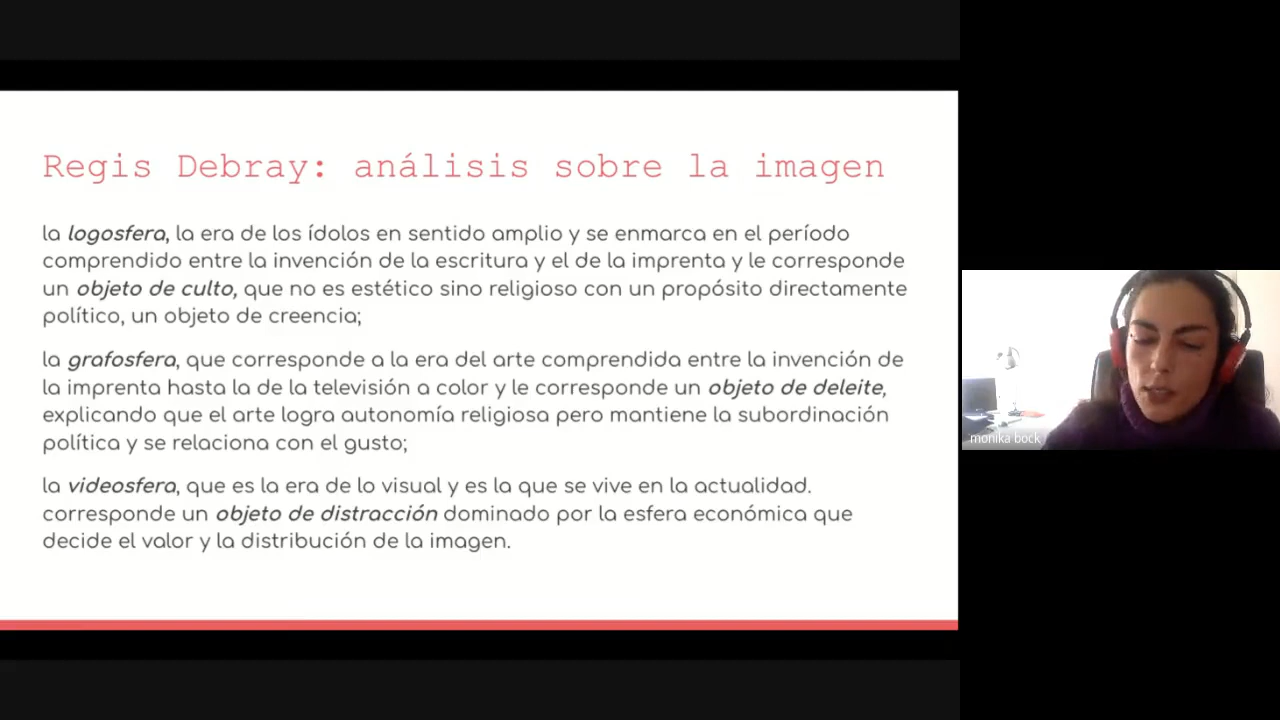 Regis Debray: análisis sobre la imagen
la logosfera, la era de los ídolos en sentido amplio y se enmarca en el período
comprendido entre la invención de la escritura y el de la imprenta y le corresponde
un objeto de culto, que no es estético sino religioso con un propósito directamente
político, un objeto de creencia;
la grafosfera, que corresponde a la era del arte comprendida entre la invención de
la imprenta hasta la de la televisión a color y le corresponde un objeto de deleite,
explicando que el arte logra autonomía religiosa pero mantiene la subordinación
política y se relaciona con el gusto;
la videosfera, que es la era de lo visual y es la que se vive en la actualidad.
corresponde un objeto de distracción dominado por la esfera económica que
decide el valor y la distribución de la imagen.
monika bock